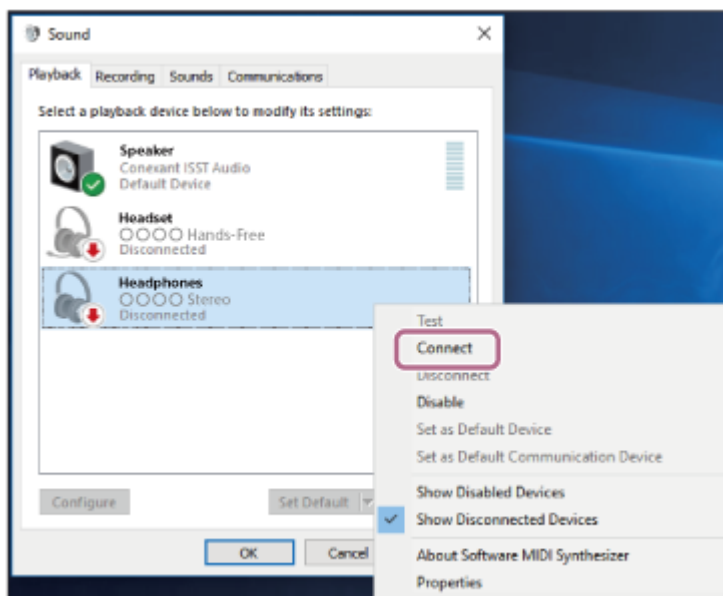 Sound
Playback Recording Sounds Communications
Select a playback device below to modify its settings:
Speaker
Conexant ISST Audio
Default Device
Headset
○○○○ Hands-Free
Disconnected
Headphones
○○○○ Stereo
Disconnected
Test
Connect
Disconnect
Disable
Set as Default Device
Set as Default Communication Device
Show Disabled Devices
Show Disconnected Devices
About Software MIDI Synthesizer
Properties
Configure Set Default
OK Cancel